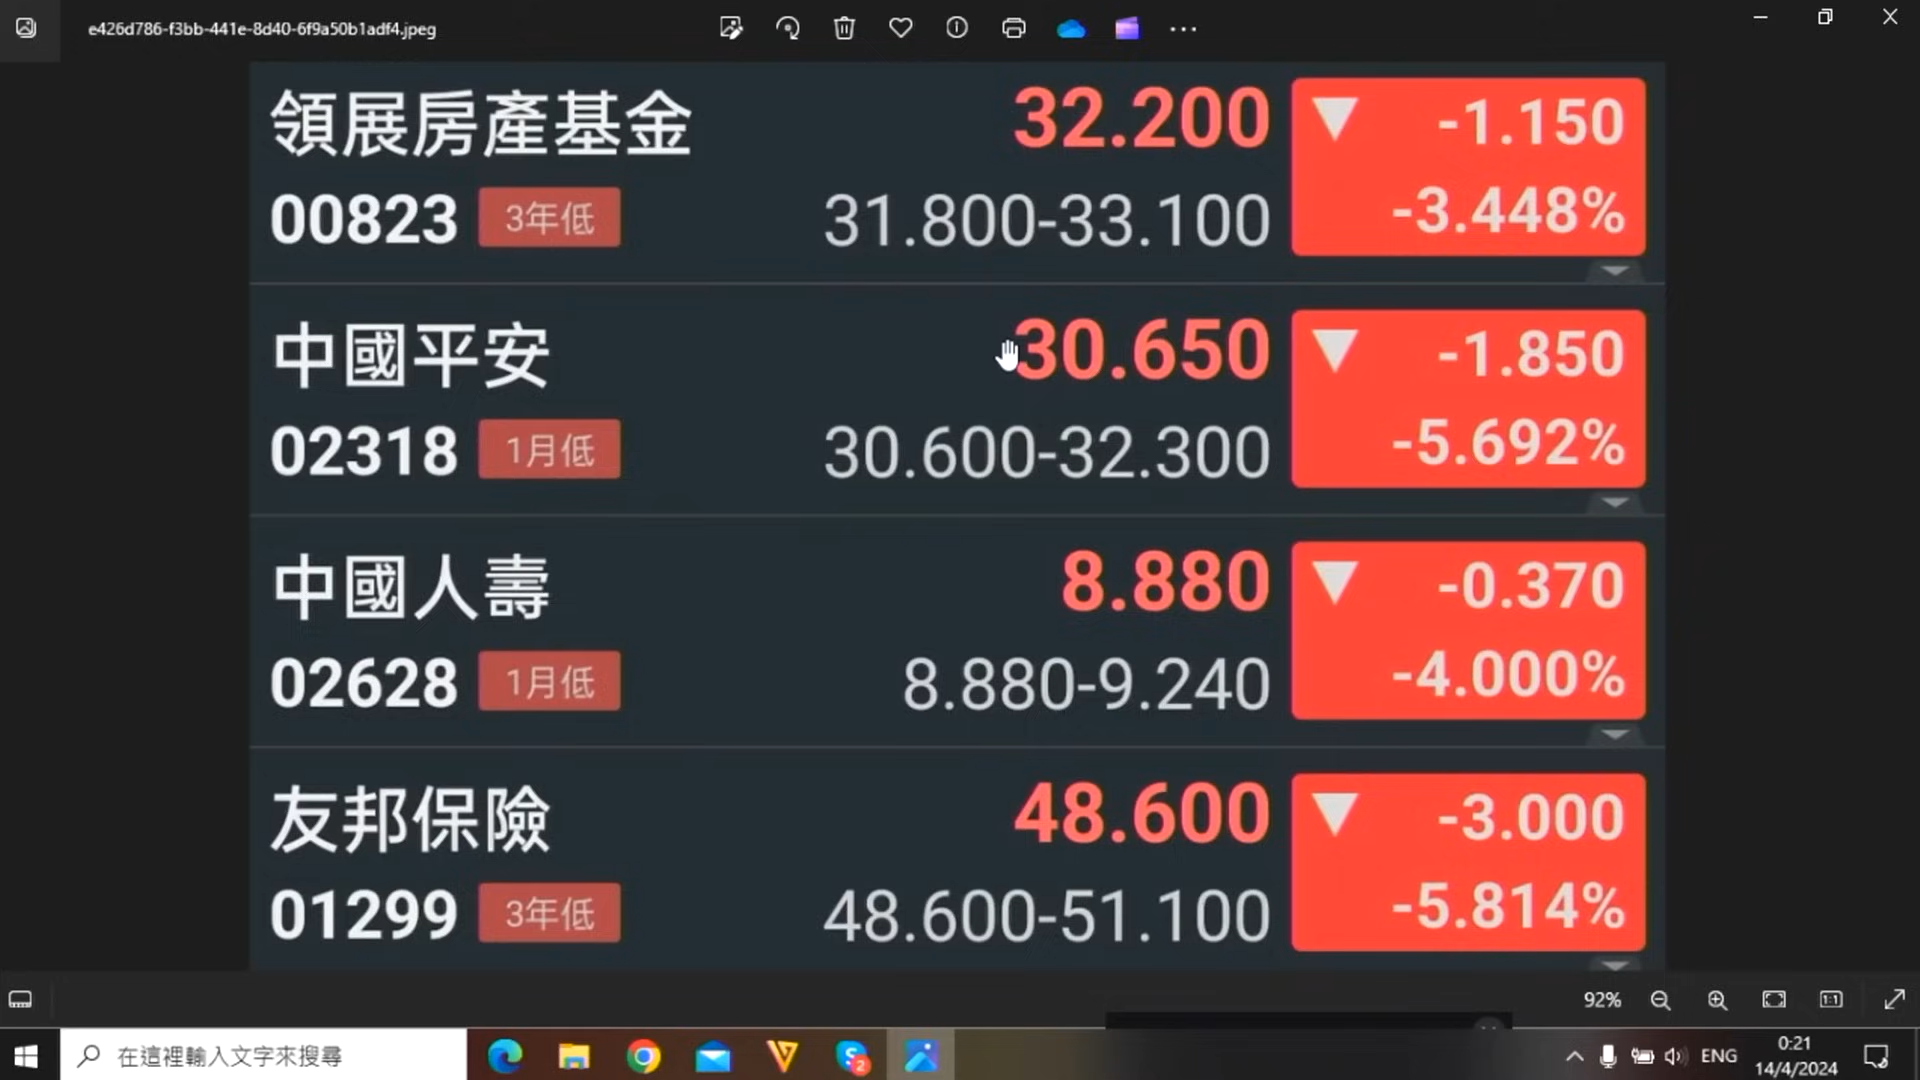 e426d786-f3bb-441e-8d40-6f9a50b1adf4.jpeg
領展房產基金 32.200 -1.150
00823 3年低 31.800-33.100 -3.448%
中國平安 30.650 -1.850
02318 1月低 30.600-32.300 -5.692%
中國人壽 8.880 -0.370
02628 1月低 8.880-9.240 -4.000%
友邦保險 48.600 -3.000
01299 3年低 48.600-51.100 -5.814%
92% 1:1
在這裡輸入文字來搜尋 2 ENG 0:21
14/4/2024